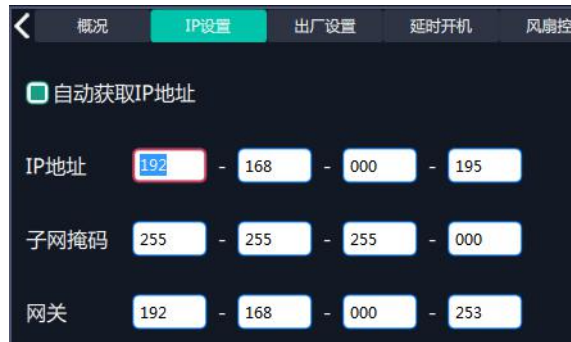 概况 IP设置 出厂设置 延时开机 风扇控
自动获取IP地址
IP地址 192 - 168 - 000 - 195
子网掩码 255 - 255 - 255 - 000
网关 192 - 168 - 000 - 253